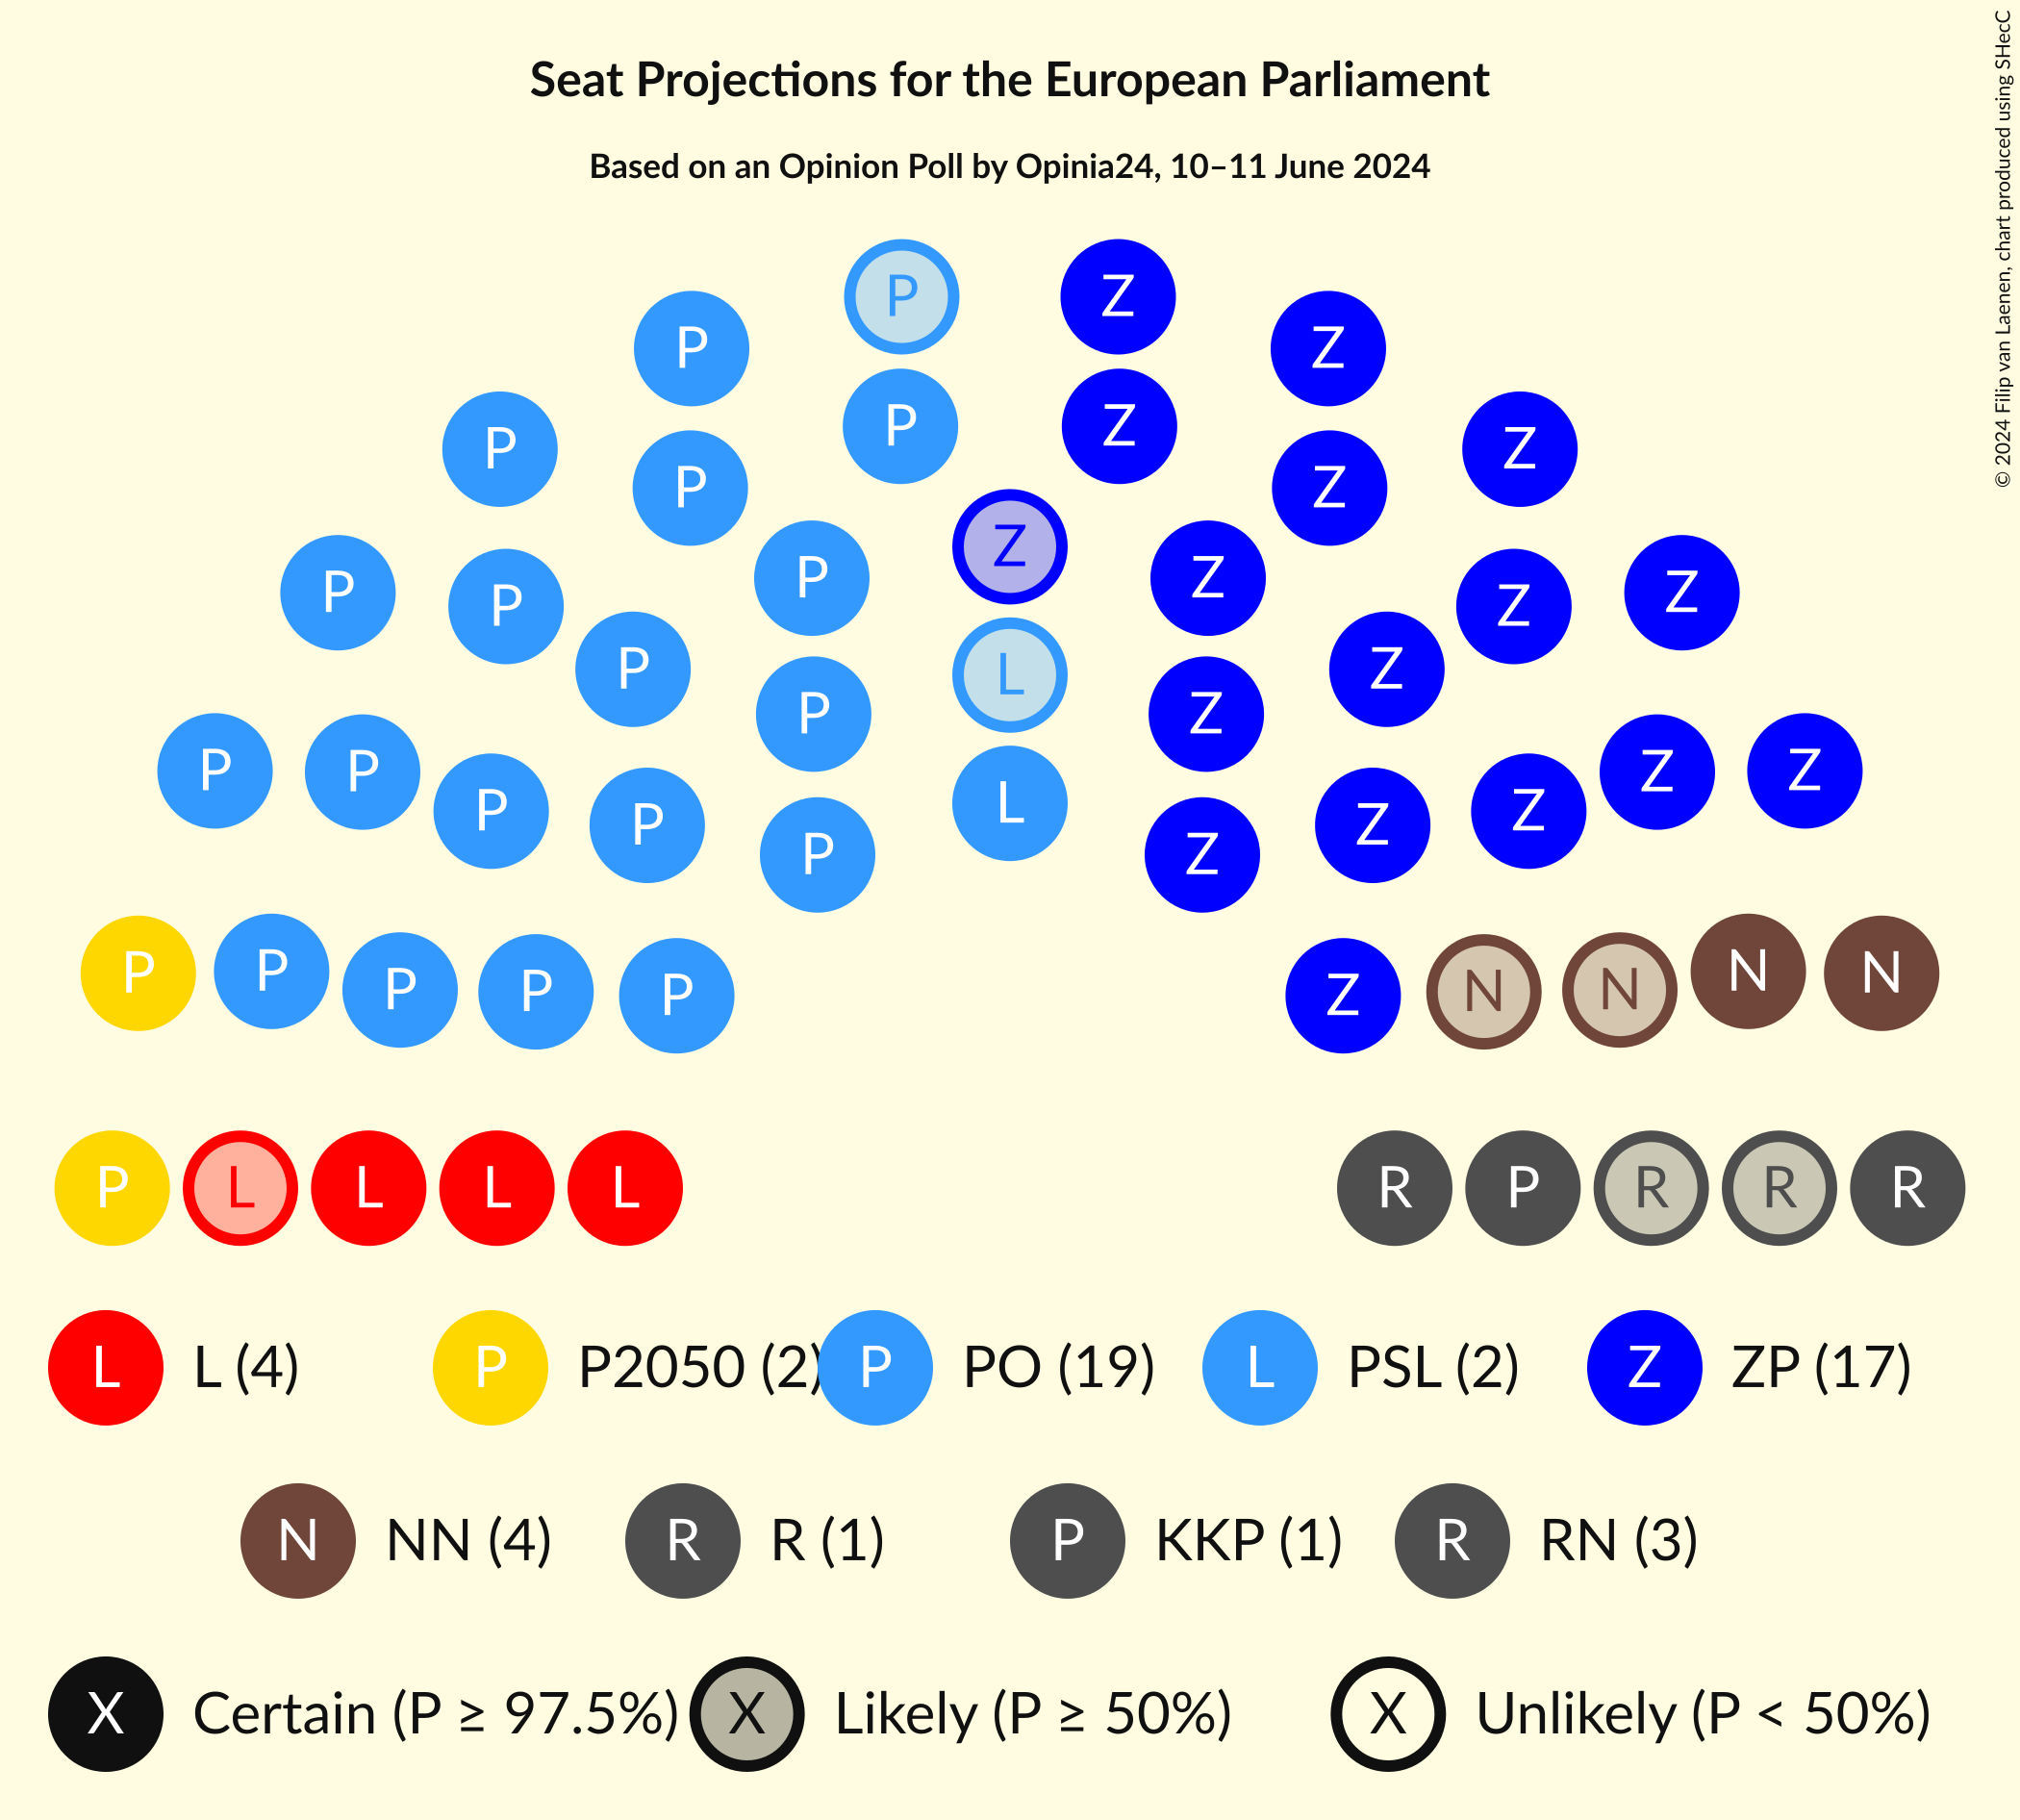 Seat Projections for the European Parliament
Based on an Opinion Poll by Opinia24, 10–11 June 2024
© 2024 Filip van Laenen, chart produced using SHecC
P Z
P Z
P Z
P Z
P Z
Z
P Z
P Z
P Z
P Z
L
P Z
P Z
P P Z Z
L
P Z
P Z
P Z
P P N N
P P P Z N N
P L L L L R P R R R
L L (4) P P2050 (2) P PO (19) L PSL (2) Z ZP (17)
N NN (4) R R (1) P KKP (1) R RN (3)
X Certain (P ≥ 97.5%) X Likely (P ≥ 50%) X Unlikely (P < 50%)